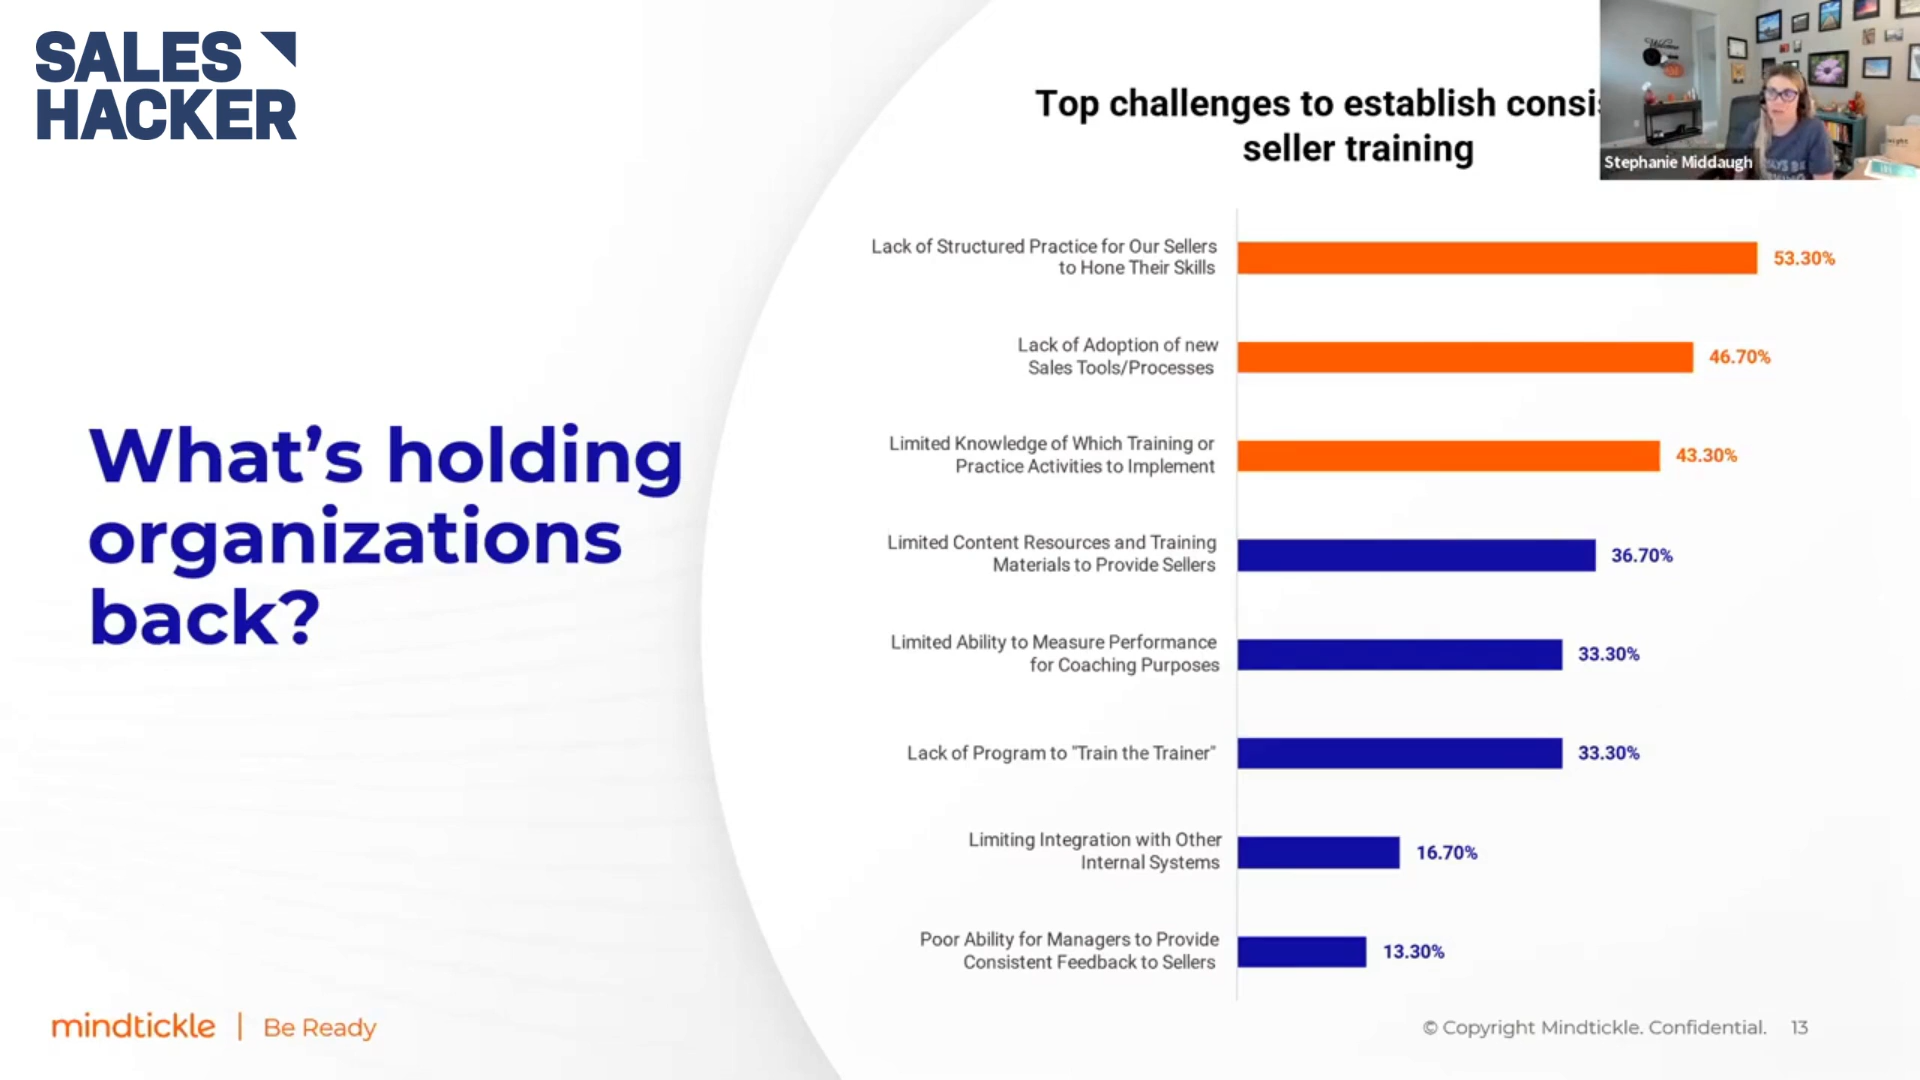 SALES
HACKER
Top challenges to establish consis
seller training
Stephanie Middaugh
What's holding
organizations
back?
Lack of Structured Practice for Our Sellers
to Hone Their Skills
53.30%
Lack of Adoption of new
Sales Tools/Processes
46.70%
Limited Knowledge of Which Training or
Practice Activities to Implement
43.30%
Limited Content Resources and Training
Materials to Provide Sellers
36.70%
Limited Ability to Measure Performance
for Coaching Purposes
33.30%
Lack of Program to "Train the Trainer"
33.30%
Limiting Integration with Other
Internal Systems
16.70%
Poor Ability for Managers to Provide
Consistent Feedback to Sellers
13.30%
mindtickle | Be Ready
© Copyright Mindtickle. Confidential. 13